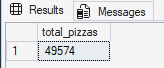 Results Messages
total_pizzas
1 49574